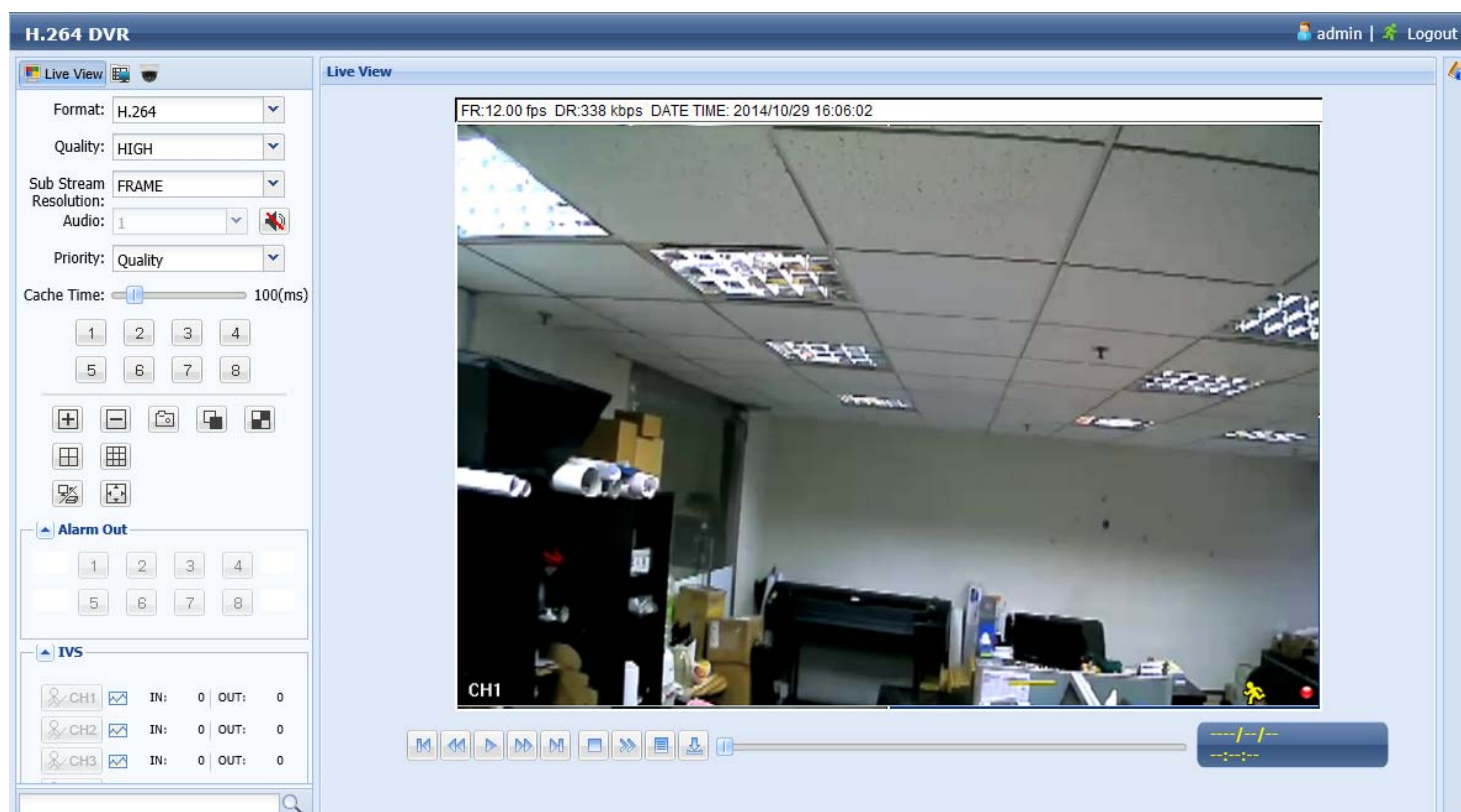 H.264 DVR
admin | Logout
Live View
Live View
Format: H.264
Quality: HIGH
Sub Stream Resolution: FRAME
Audio: 1
Priority: Quality
Cache Time: 100(ms)
1 2 3 4
5 6 7 8
Alarm Out
1 2 3 4
5 6 7 8
IVS
CH1 IN: 0 OUT: 0
CH2 IN: 0 OUT: 0
CH3 IN: 0 OUT: 0
FR:12.00 fps DR:338 kbps DATE TIME: 2014/10/29 16:06:02
CH1
----/--/--
--:--:--